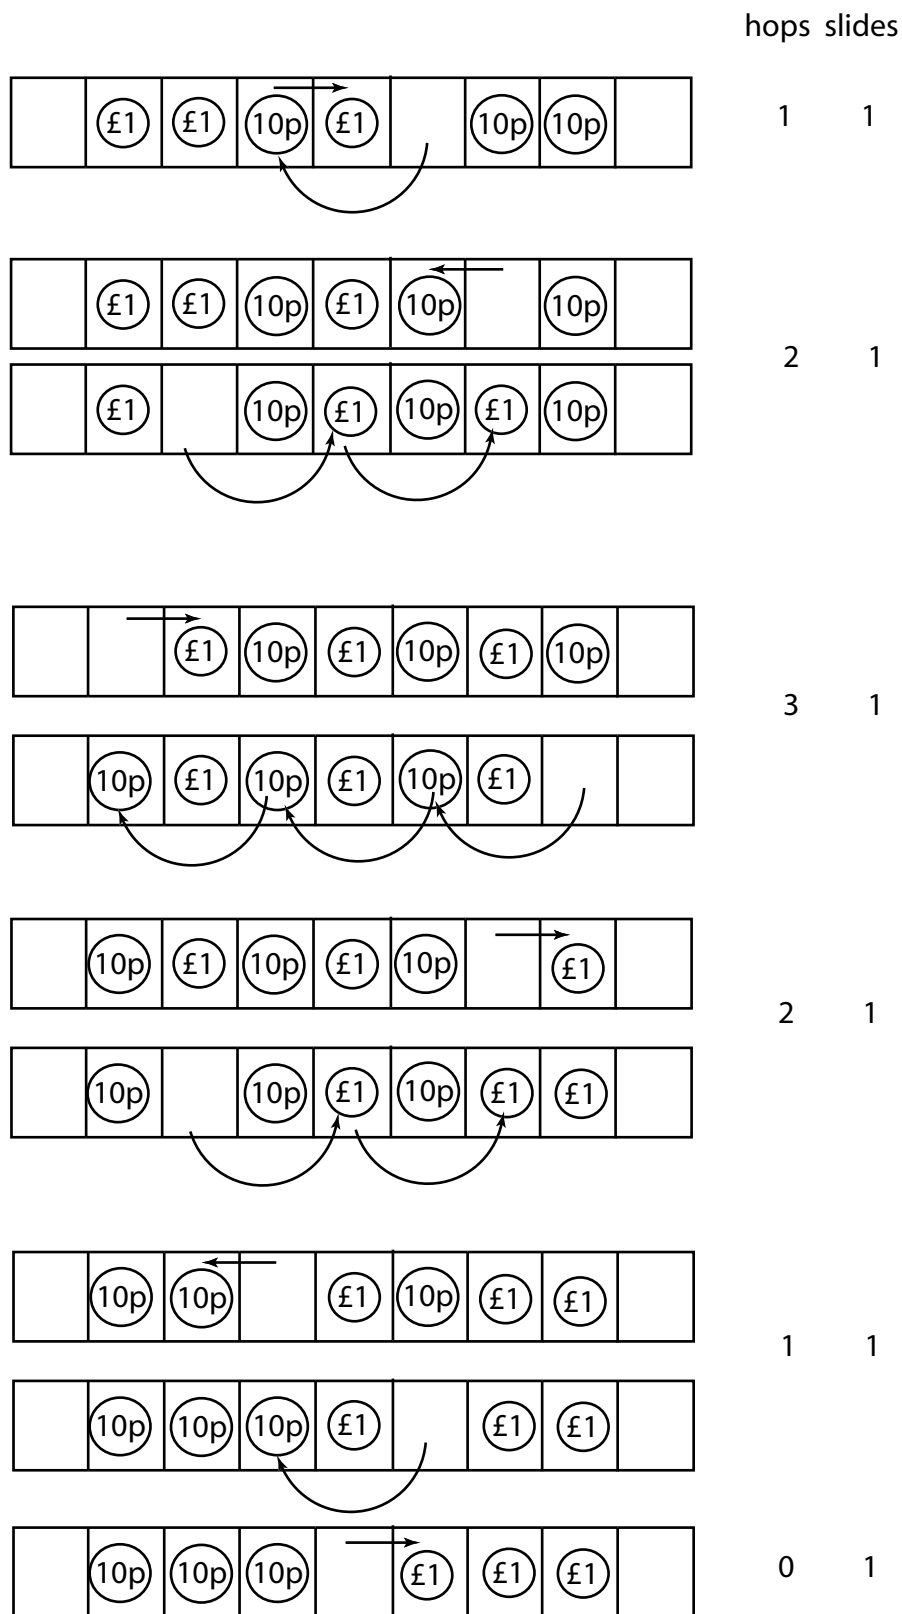 hops slides
£1 £1 10p £1 10p 10p 1 1
£1 £1 10p £1 10p 10p
2 1
£1 10p £1 10p £1 10p
£1 10p £1 10p £1 10p
3 1
10p £1 10p £1 10p £1
10p £1 10p £1 10p £1
2 1
10p 10p £1 10p £1 £1
10p 10p £1 10p £1 £1
1 1
10p 10p 10p £1 £1 £1
10p 10p 10p £1 £1 £1 0 1